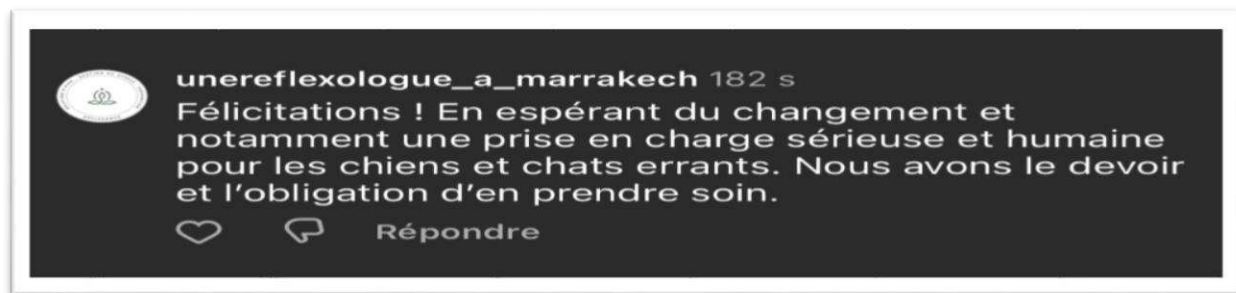 unereflexologue_a_marrakech 182 s
Félicitations ! En espérant du changement et
notamment une prise en charge sérieuse et humaine
pour les chiens et chats errants. Nous avons le devoir
et l'obligation d'en prendre soin.
Répondre